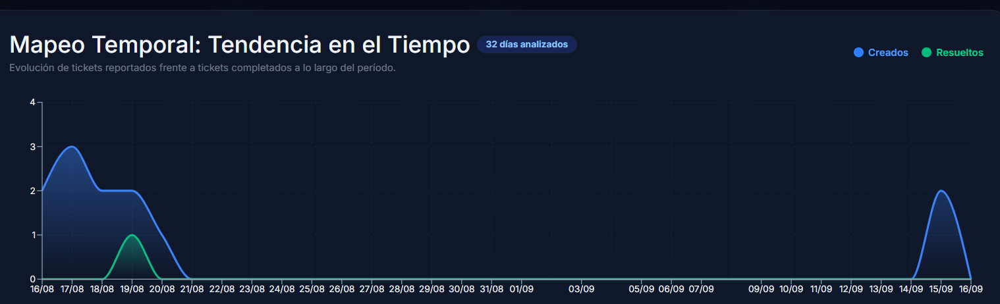 Mapeo Temporal: Tendencia en el Tiempo 32 días analizados
Evolución de tickets reportados frente a tickets completados a lo largo del período.
Creados Resueltos
4
3
2
1
0
16/08 17/08 18/08 19/08 20/08 21/08 22/08 23/08 24/08 25/08 26/08 27/08 28/08 29/08 30/08 31/08 01/09 03/09 05/09 06/09 07/09 09/09 10/09 11/09 12/09 13/09 14/09 15/09 16/09